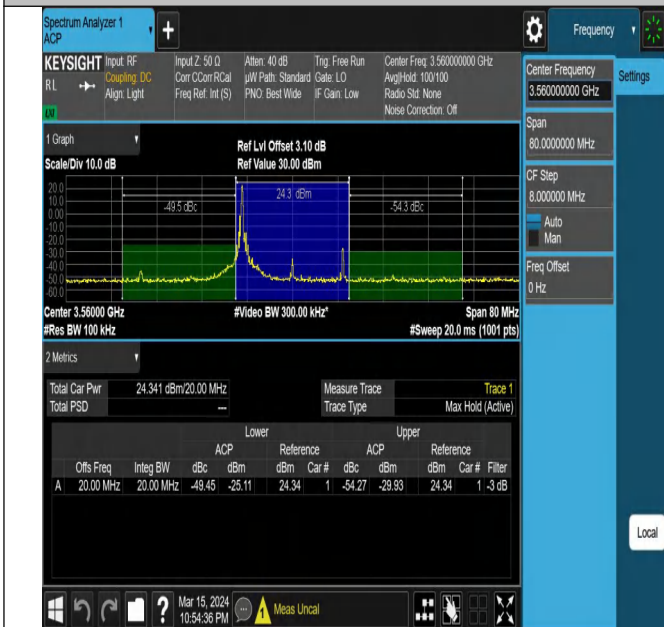 Spectrum Analyzer 1
ACP
+
Frequency
KEYSIGHT Input: RF Input Z: 50 Ω Atten: 40 dB Trig: Free Run Center Freq: 3.560000000 GHz
RL Coupling: DC Corr CCorr RCal µW Path: Standard Gate: LO Avg|Hold: 100/100
Align: Light Freq Ref: Int (S) PNO: Best Wide IF Gain: Low Radio Std: None
LXI Noise Correction: Off
Center Frequency
3.560000000 GHz
Settings
Span
80.0000000 MHz
CF Step
8.000000 MHz
Auto
Man
Freq Offset
0 Hz
Local
1 Graph
Ref Lvl Offset 3.10 dB
Scale/Div 10.0 dB Ref Value 30.00 dBm
20.0
10.0
0.00
-10.0
-20.0
-30.0
-40.0
-50.0
-60.0
-49.5 dBc 24.3 dBm -54.3 dBc
Center 3.56000 GHz #Video BW 300.00 kHz* Span 80 MHz
#Res BW 100 kHz #Sweep 20.0 ms (1001 pts)
2 Metrics
Total Car Pwr 24.341 dBm/20.00 MHz Measure Trace Trace 1
Total PSD --- Trace Type Max Hold (Active)
Lower Upper
ACP Reference ACP Reference
Offs Freq Integ BW dBc dBm dBm Car # dBc dBm dBm Car # Filter
A 20.00 MHz 20.00 MHz -49.45 -25.11 24.34 1 -54.27 -29.93 24.34 1 -3 dB
? Mar 15, 2024
10:54:36 PM
Meas Uncal